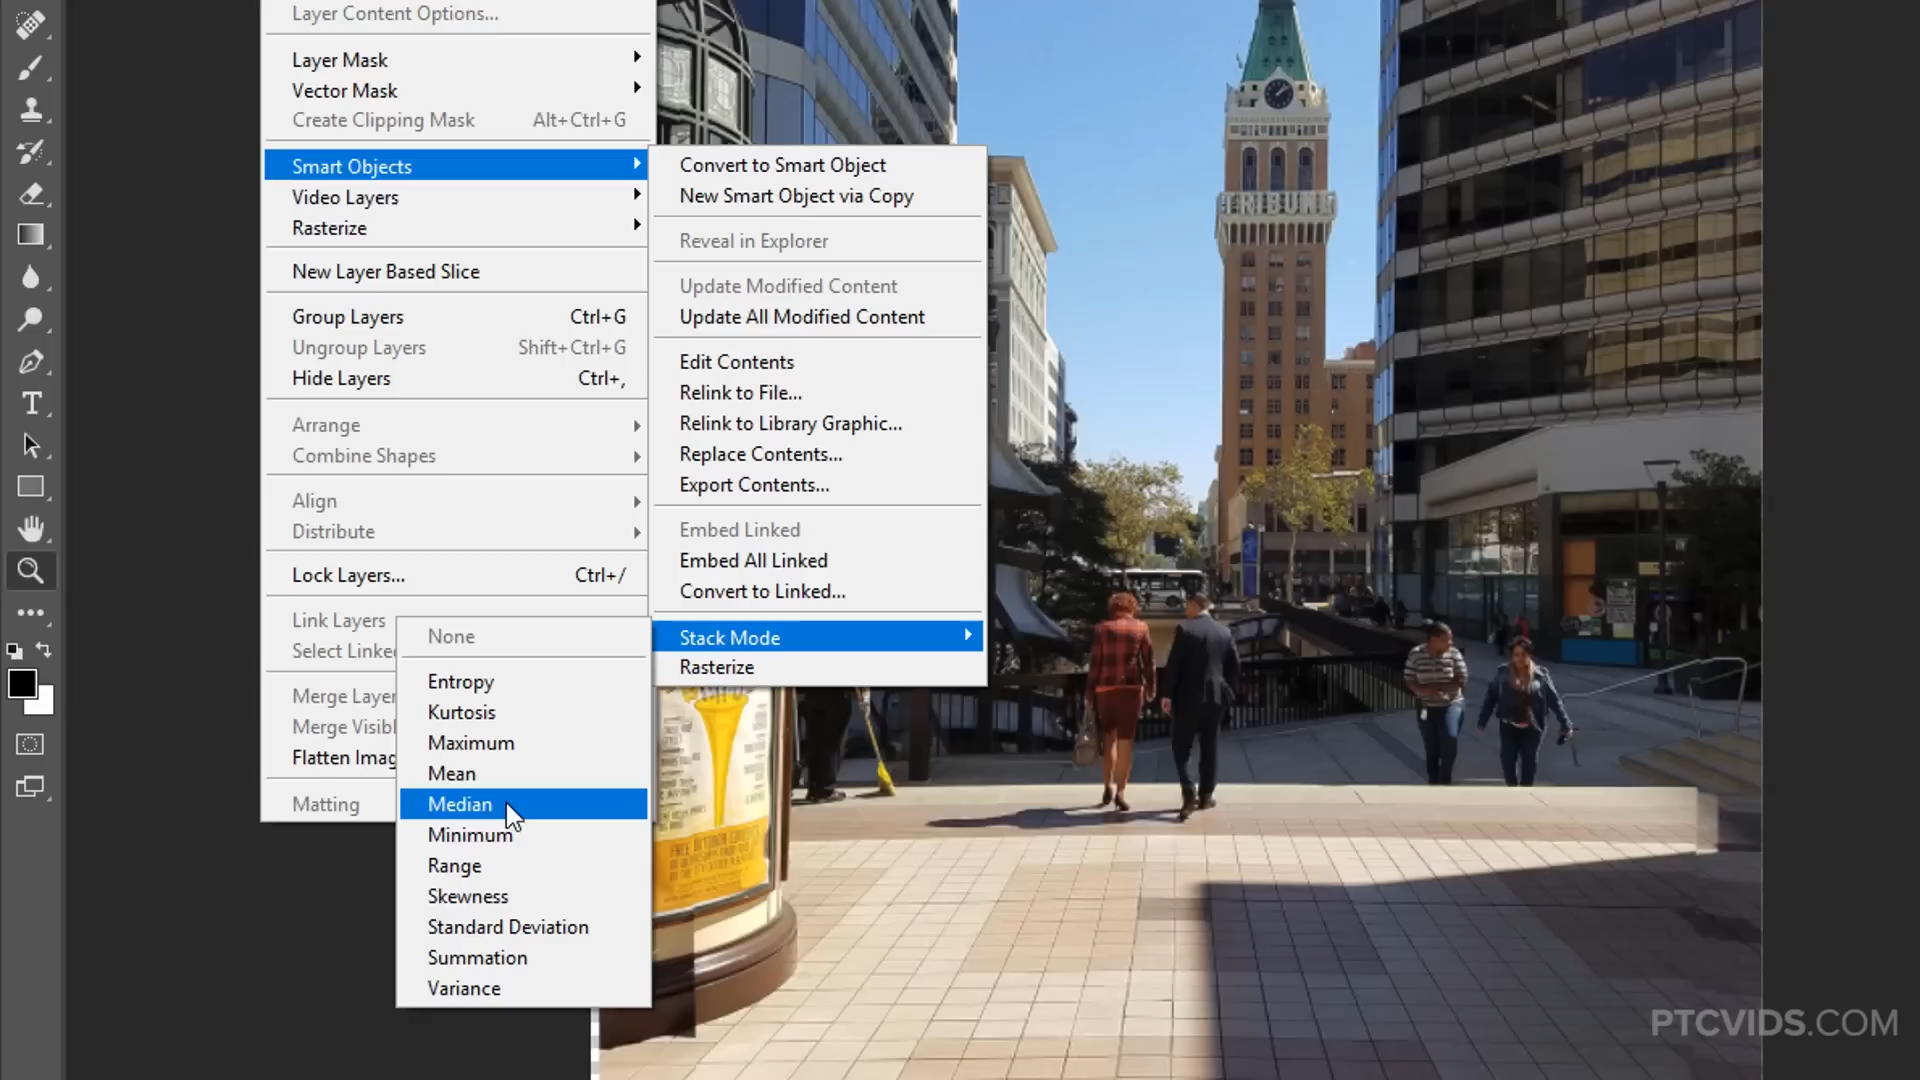 Layer Content Options...
Layer Mask
Vector Mask
Create Clipping Mask Alt+Ctrl+G
Smart Objects
Video Layers
Rasterize
New Layer Based Slice
Group Layers Ctrl+G
Ungroup Layers Shift+Ctrl+G
Hide Layers Ctrl+,
Arrange
Combine Shapes
Align
Distribute
Lock Layers... Ctrl+/
Link Layers
Select Linke
Merge Layer
Merge Visibl
Flatten Imag
Matting
Convert to Smart Object
New Smart Object via Copy
Reveal in Explorer
Update Modified Content
Update All Modified Content
Edit Contents
Relink to File...
Relink to Library Graphic...
Replace Contents...
Export Contents...
Embed Linked
Embed All Linked
Convert to Linked...
Stack Mode
Rasterize
None
Entropy
Kurtosis
Maximum
Mean
Median
Minimum
Range
Skewness
Standard Deviation
Summation
Variance
TRIBUNE
PTCVIDS.COM